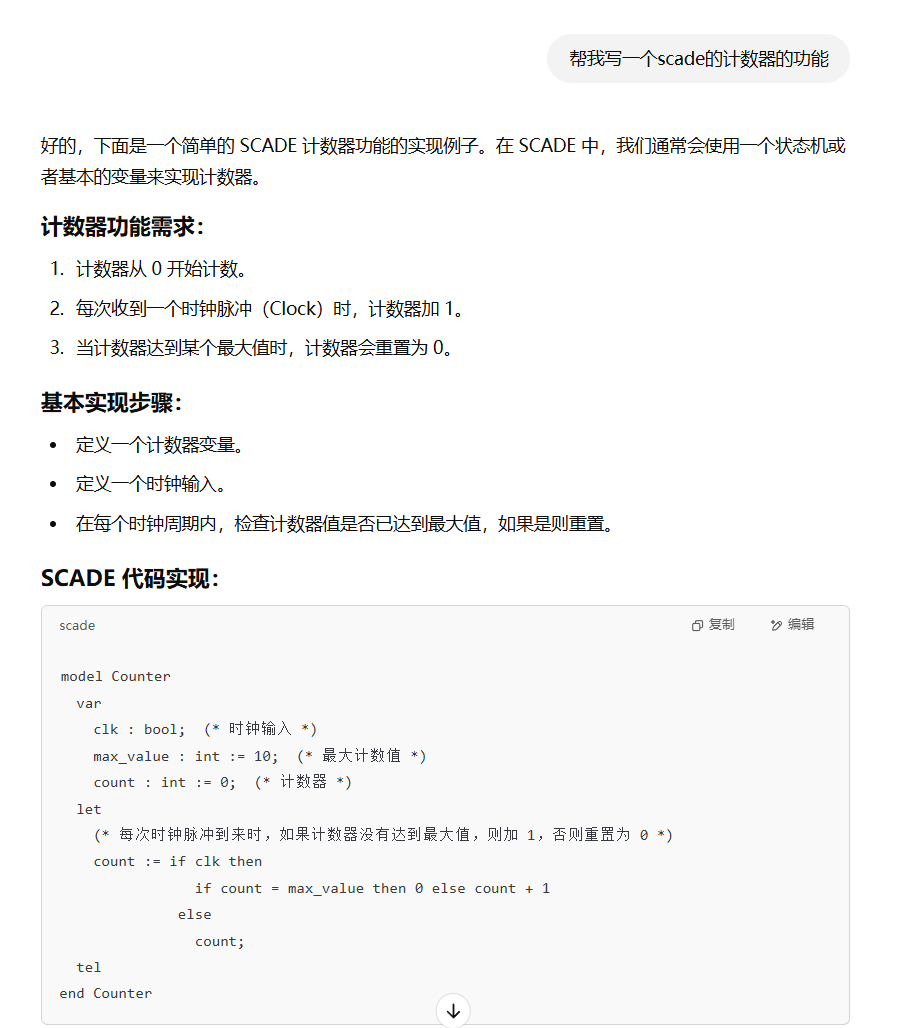 帮我写一个scade的计数器的功能
好的，下面是一个简单的 SCADE 计数器功能的实现例子。在 SCADE 中，我们通常会使用一个状态机或
者基本的变量来实现计数器。
计数器功能需求：
1. 计数器从 0 开始计数。
2. 每次收到一个时钟脉冲（Clock）时，计数器加 1。
3. 当计数器达到某个最大值时，计数器会重置为 0。
基本实现步骤：
• 定义一个计数器变量。
• 定义一个时钟输入。
• 在每个时钟周期内，检查计数器值是否已达到最大值，如果是则重置。
SCADE 代码实现：
scade 复制 编辑
model Counter
  var
    clk : bool;  (* 时钟输入 *)
    max_value : int := 10;  (* 最大计数值 *)
    count : int := 0;  (* 计数器 *)
  let
    (* 每次时钟脉冲到来时，如果计数器没有达到最大值，则加 1，否则重置为 0 *)
    count := if clk then
                if count = max_value then 0 else count + 1
              else
                count;
  tel
end Counter